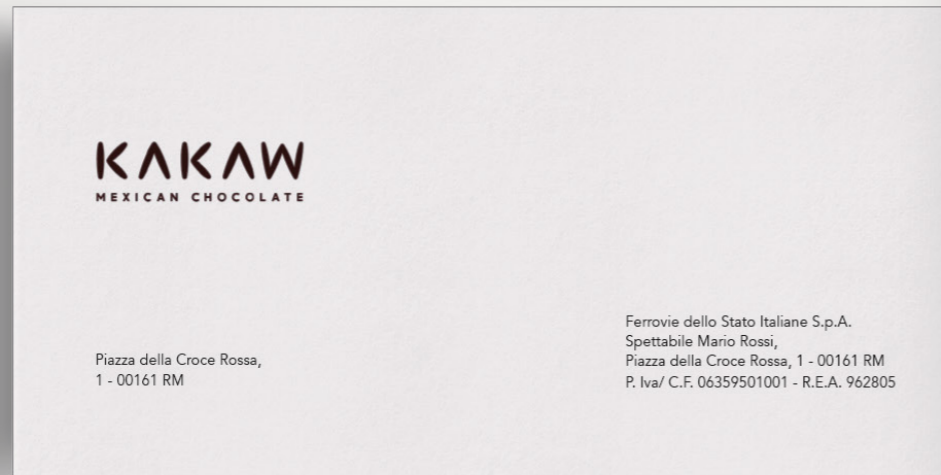 KAKAW
MEXICAN CHOCOLATE
Piazza della Croce Rossa,
1 - 00161 RM
Ferrovie dello Stato Italiane S.p.A.
Spettabile Mario Rossi,
Piazza della Croce Rossa, 1 - 00161 RM
P. Iva/ C.F. 06359501001 - R.E.A. 962805